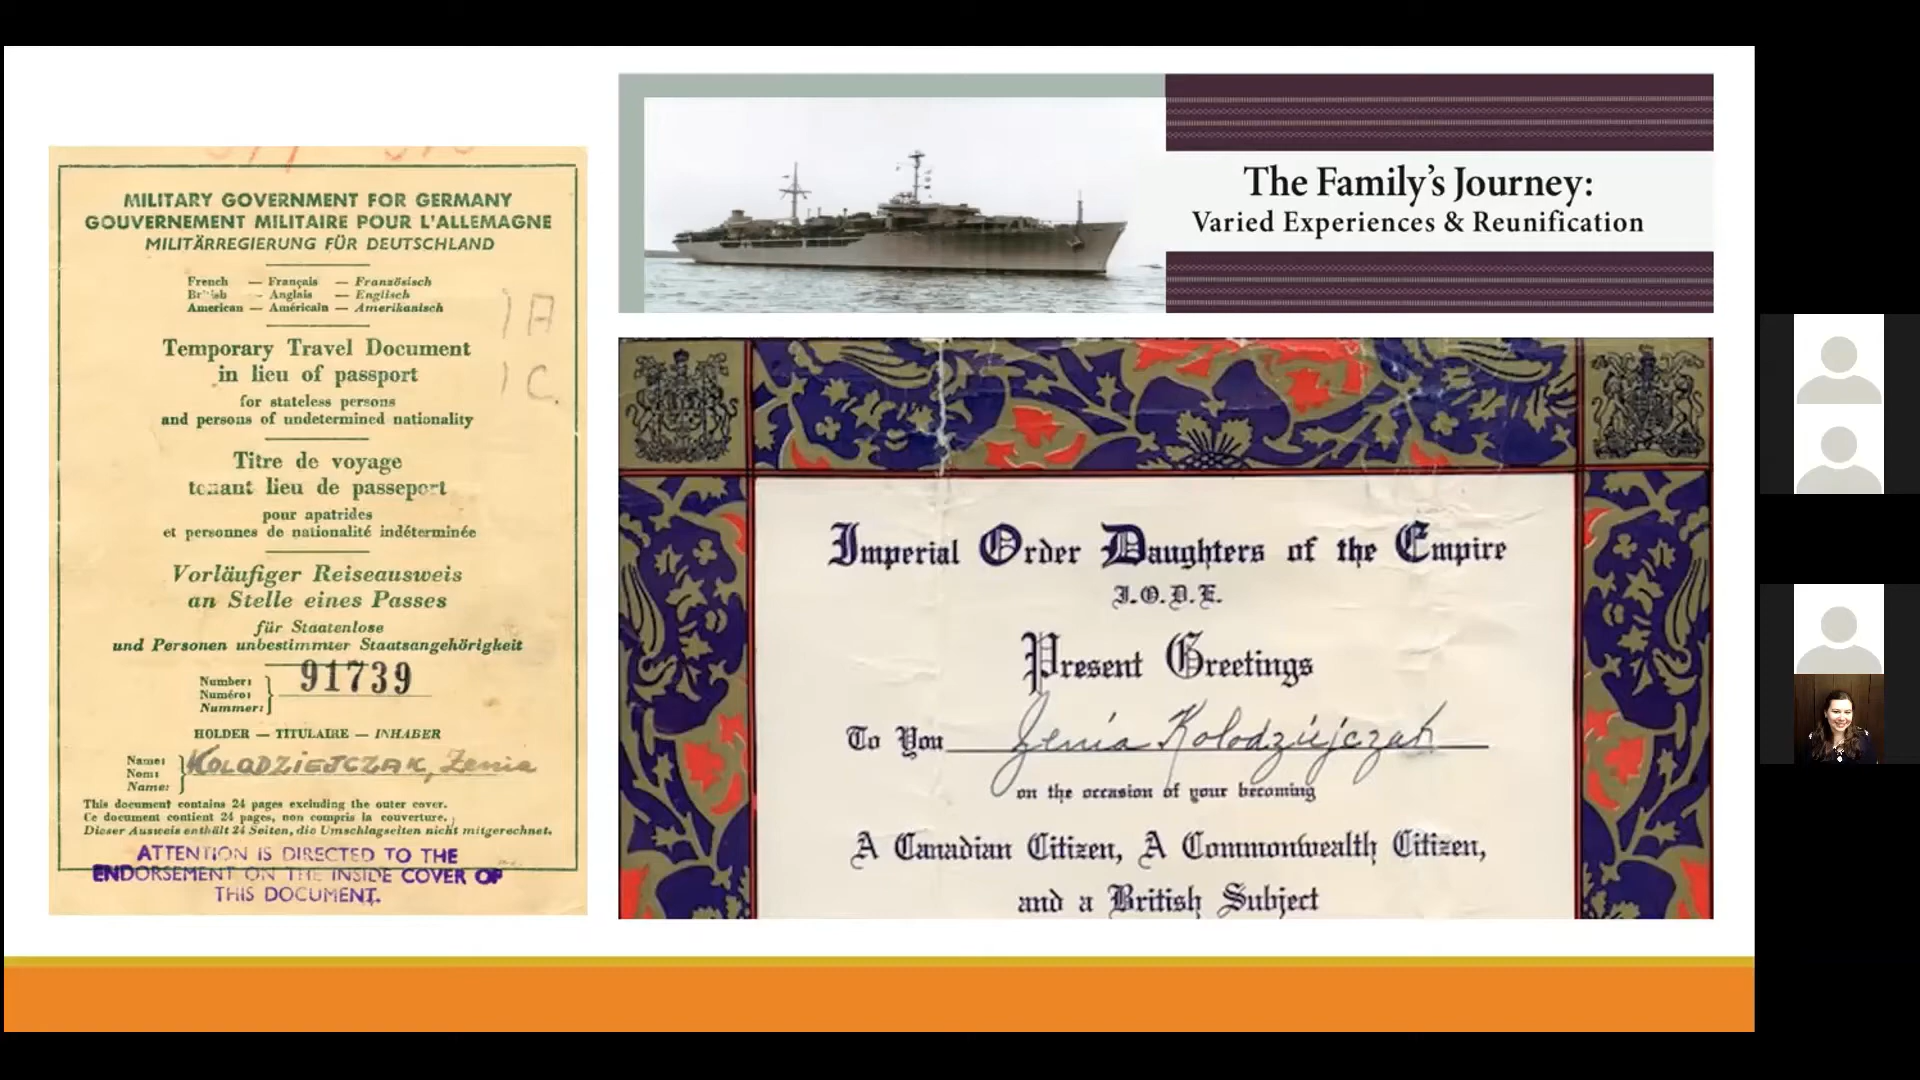 MILITARY GOVERNMENT FOR GERMANY
GOUVERNEMENT MILITAIRE POUR L'ALLEMAGNE
MILITÄRREGIERUNG FÜR DEUTSCHLAND
French — Français — Französisch
British — Anglais — Englisch
American — Américain — Amerikanisch
1A
1C
Temporary Travel Document
in lieu of passport
for stateless persons
and persons of undetermined nationality
Titre de voyage
tenant lieu de passeport
pour apatrides
et personnes de nationalité indéterminée
Vorläufiger Reiseausweis
an Stelle eines Passes
für Staatenlose
und Personen unbestimmter Staatsangehörigkeit
Number:
Numéro:
Nummer:
91739
HOLDER — TITULAIRE — INHABER
Name:
Nom:
Name:
KOLODZIEJCZAK, Zenia
This document contains 24 pages excluding the outer cover.
Ce document contient 24 pages, non compris la couverture.
Dieser Ausweis enthält 24 Seiten, die Umschlagseiten nicht mitgerechnet.
ATTENTION IS DIRECTED TO THE
ENDORSEMENT ON THE INSIDE COVER OF
THIS DOCUMENT.
The Family's Journey:
Varied Experiences & Reunification
Imperial Order Daughters of the Empire
I.O.D.E.
Present Greetings
To You Zenia Kolodziejczak
on the occasion of your becoming
A Canadian Citizen, A Commonwealth Citizen,
and a British Subject